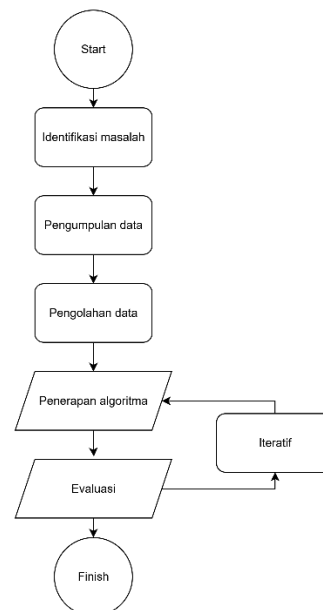 Start
Identifikasi masalah
Pengumpulan data
Pengolahan data
Penerapan algoritma
Iteratif
Evaluasi
Finish